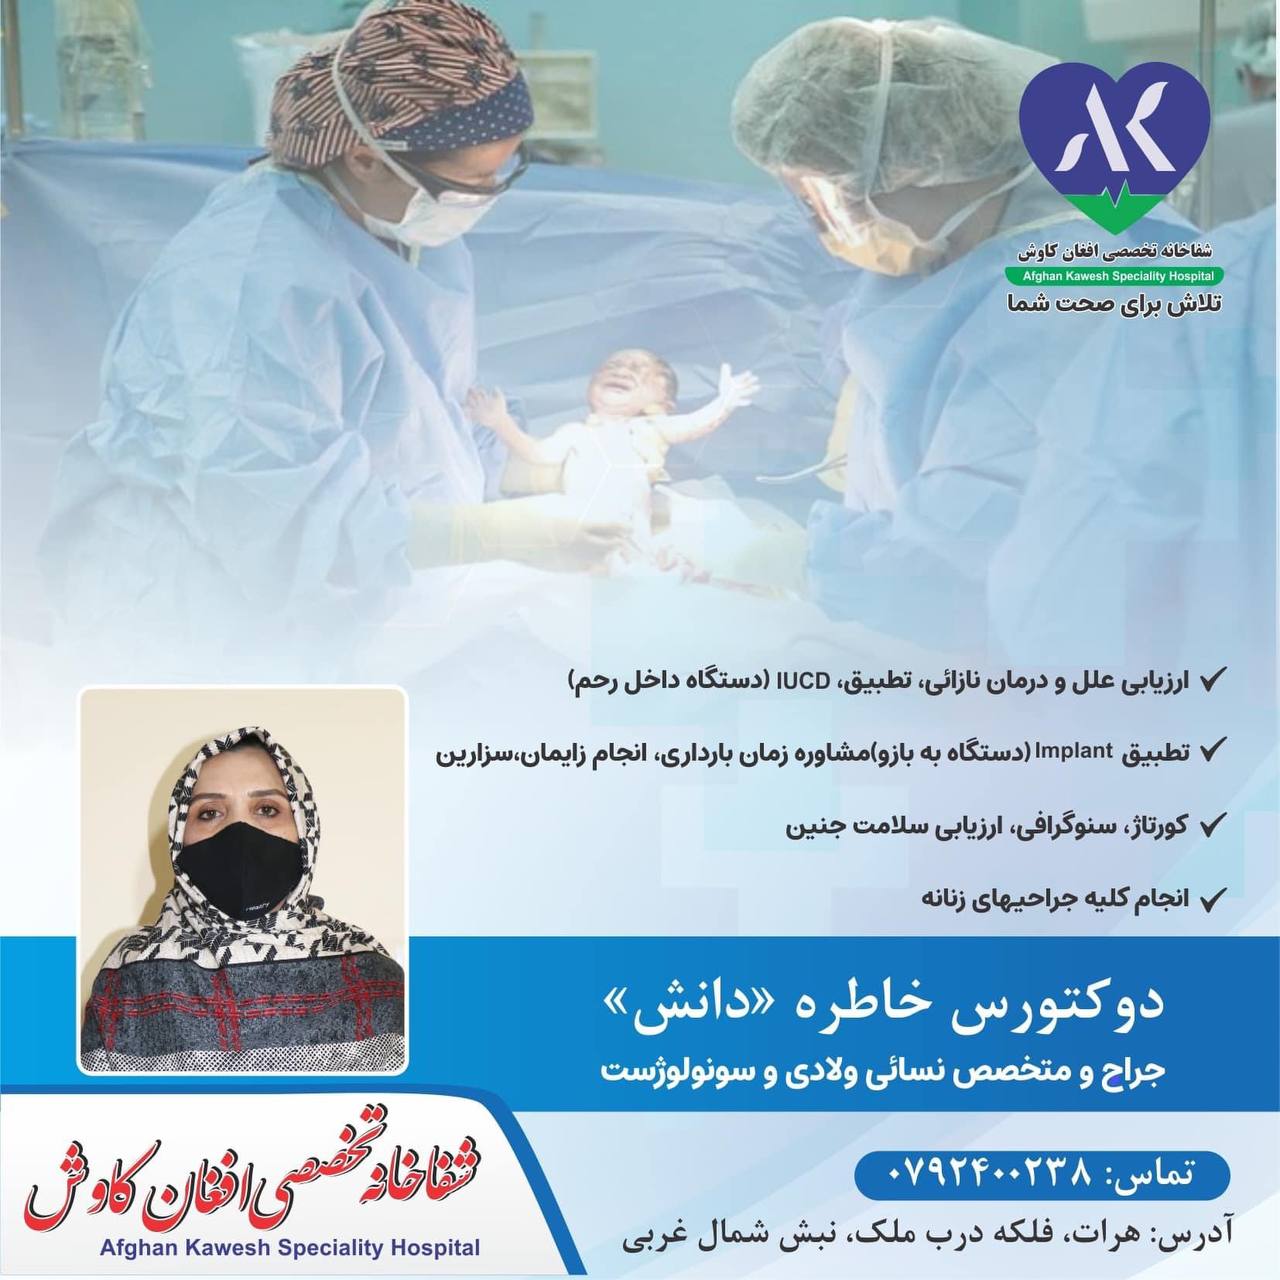 AK
شفاخانه تخصصی افغان کاوش
Afghan Kawesh Speciality Hospital
تلاش برای صحت شما
ارزیابی علل و درمان نازائی، تطبیق، IUCD (دستگاه داخل رحم)
تطبیق Implant (دستگاه به بازو)مشاوره زمان بارداری، انجام زایمان،سزارین
کورتاژ، سنوگرافی، ارزیابی سلامت جنین
انجام کلیه جراحیهای زنانه
دوکتورس خاطره «دانش»
جراح و متخصص نسائی ولادی و سونولوژست
شفاخانه تخصصی افغان کاوش
Afghan Kawesh Speciality Hospital
تماس: ۰۷۹۲۴۰۰۲۳۸
آدرس: هرات، فلکه درب ملک، نبش شمال غربی